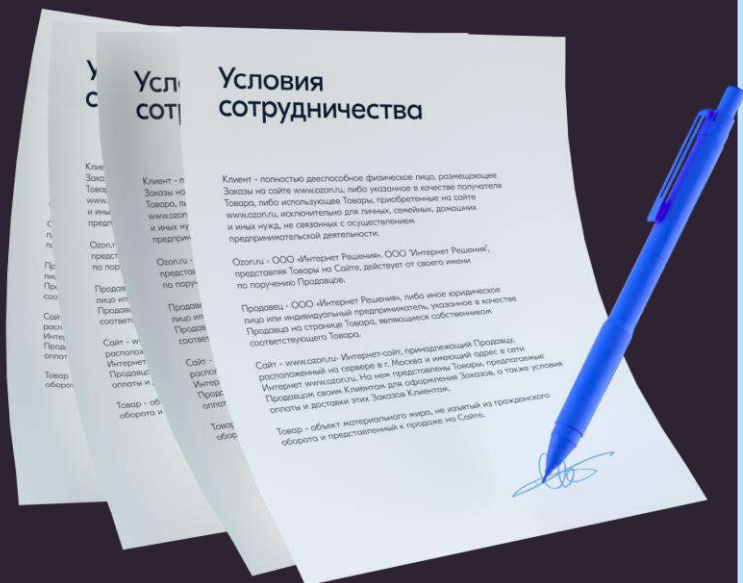 Условия
сотрудничества
Клиент - полностью дееспособное физическое лицо, размещающее
Заказы на сайте www.ozon.ru, либо указанное в качестве получателя
Товара, либо использующее Товары, приобретенные на сайте
www.ozon.ru, исключительно для личных, семейных, домашних
и иных нужд, не связанных с осуществлением
предпринимательской деятельности.
Ozon.ru - ООО «Интернет Решения». ООО "Интернет Решения",
представляя Товары на Сайте, действует от своего имени
по поручению Продавцов.
Продавец - ООО «Интернет Решения», либо иное юридическое
лицо или индивидуальный предприниматель, указанное в качестве
Продавца на странице Товара, являющиеся собственником
соответствующего Товара.
Сайт - www.ozon.ru- Интернет-сайт, принадлежащий Продавцу,
расположенный на сервере в г. Москва и имеющий адрес в сети
Интернет www.ozon.ru. На нем представлены Товары, предлагаемые
Продавцом своим Клиентам для оформления Заказов, а также условия
оплаты и доставки этих Заказов Клиентам.
Товар - объект материального мира, не изъятый из гражданского
оборота и представленный к продаже на Сайте.